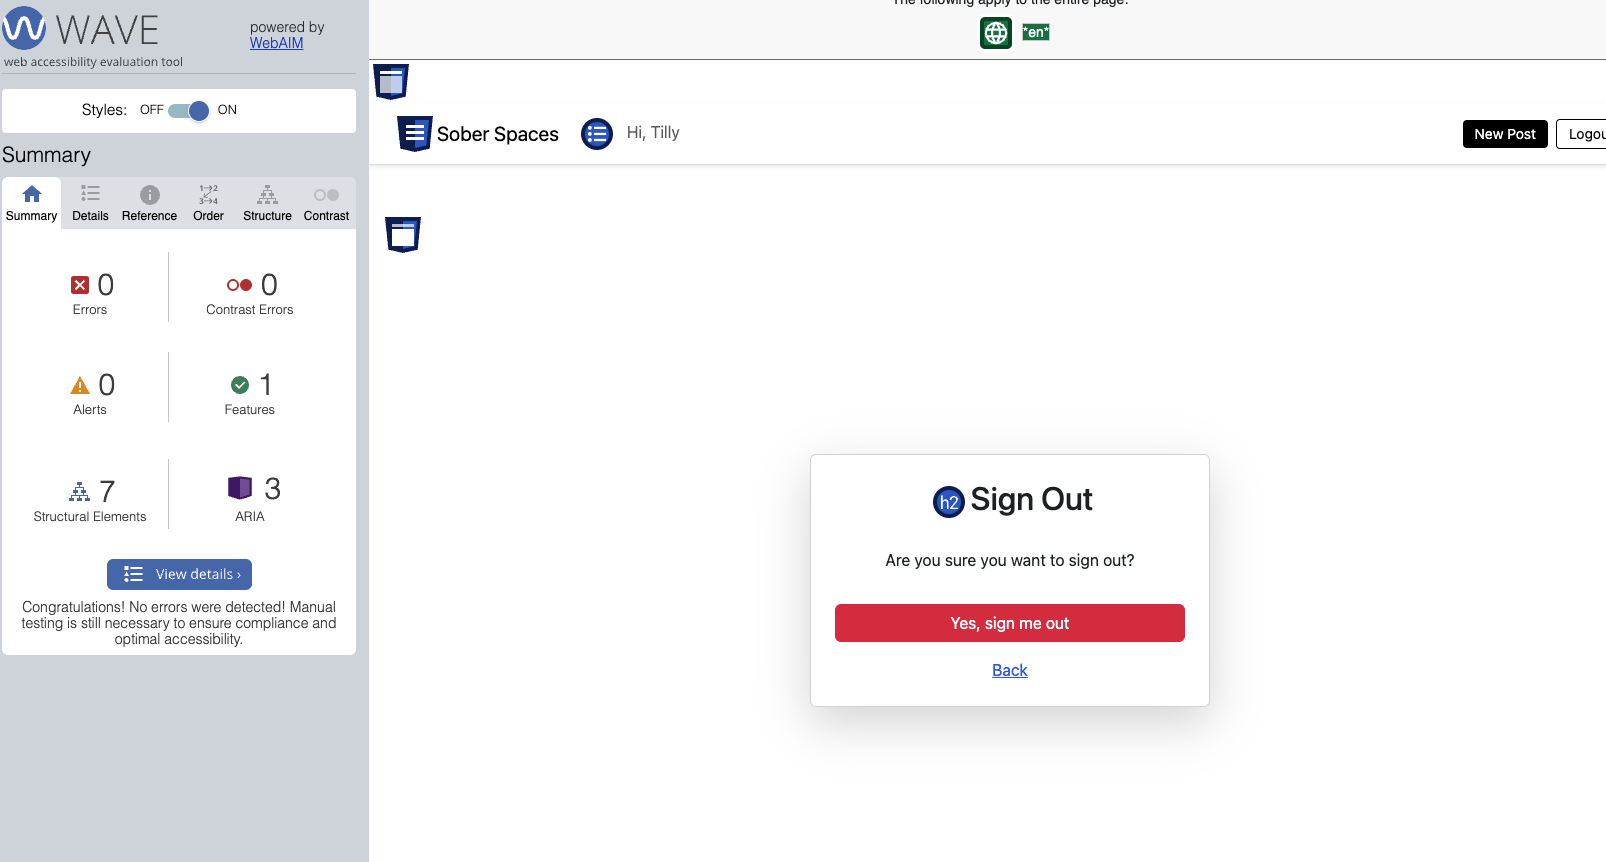 WAVE
powered by
WebAIM
web accessibility evaluation tool
Styles: OFF ON
Summary
Summary Details Reference Order Structure Contrast
0
Errors
0
Contrast Errors
0
Alerts
1
Features
7
Structural Elements
3
ARIA
View details ›
Congratulations! No errors were detected! Manual
testing is still necessary to ensure compliance and
optimal accessibility.
The following apply to the entire page:
*en*
Sober Spaces Hi, Tilly New Post Logou
h2 Sign Out
Are you sure you want to sign out?
Yes, sign me out
Back